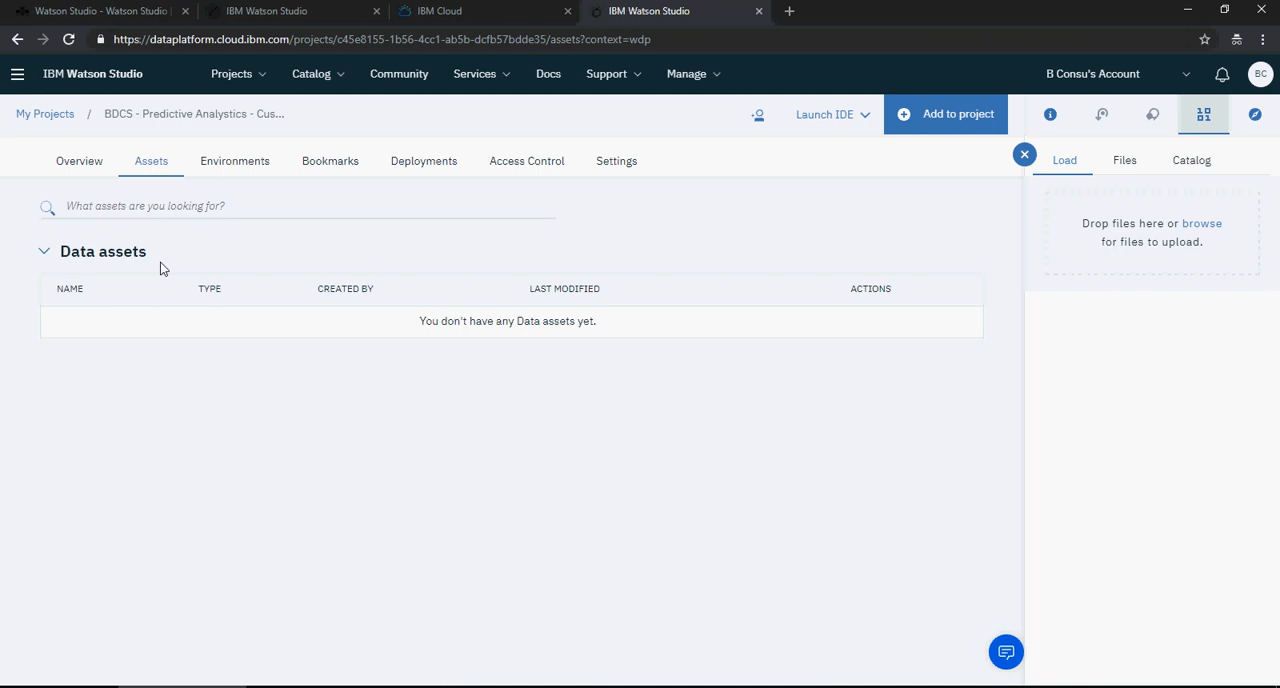 Watson Studio - Watson Studio
IBM Watson Studio
IBM Cloud
IBM Watson Studio
https://dataplatform.cloud.ibm.com/projects/c45e8155-1b56-4cc1-ab5b-dcfb57bdde35/assets?context=wdp
IBM Watson Studio
Projects
Catalog
Community
Services
Docs
Support
Manage
B Consu's Account
BC
My Projects / BDCS - Predictive Analystics - Cus...
Launch IDE
Add to project
Overview
Assets
Environments
Bookmarks
Deployments
Access Control
Settings
Load
Files
Catalog
What assets are you looking for?
Drop files here or browse
for files to upload.
Data assets
NAME TYPE CREATED BY LAST MODIFIED ACTIONS
You don't have any Data assets yet.